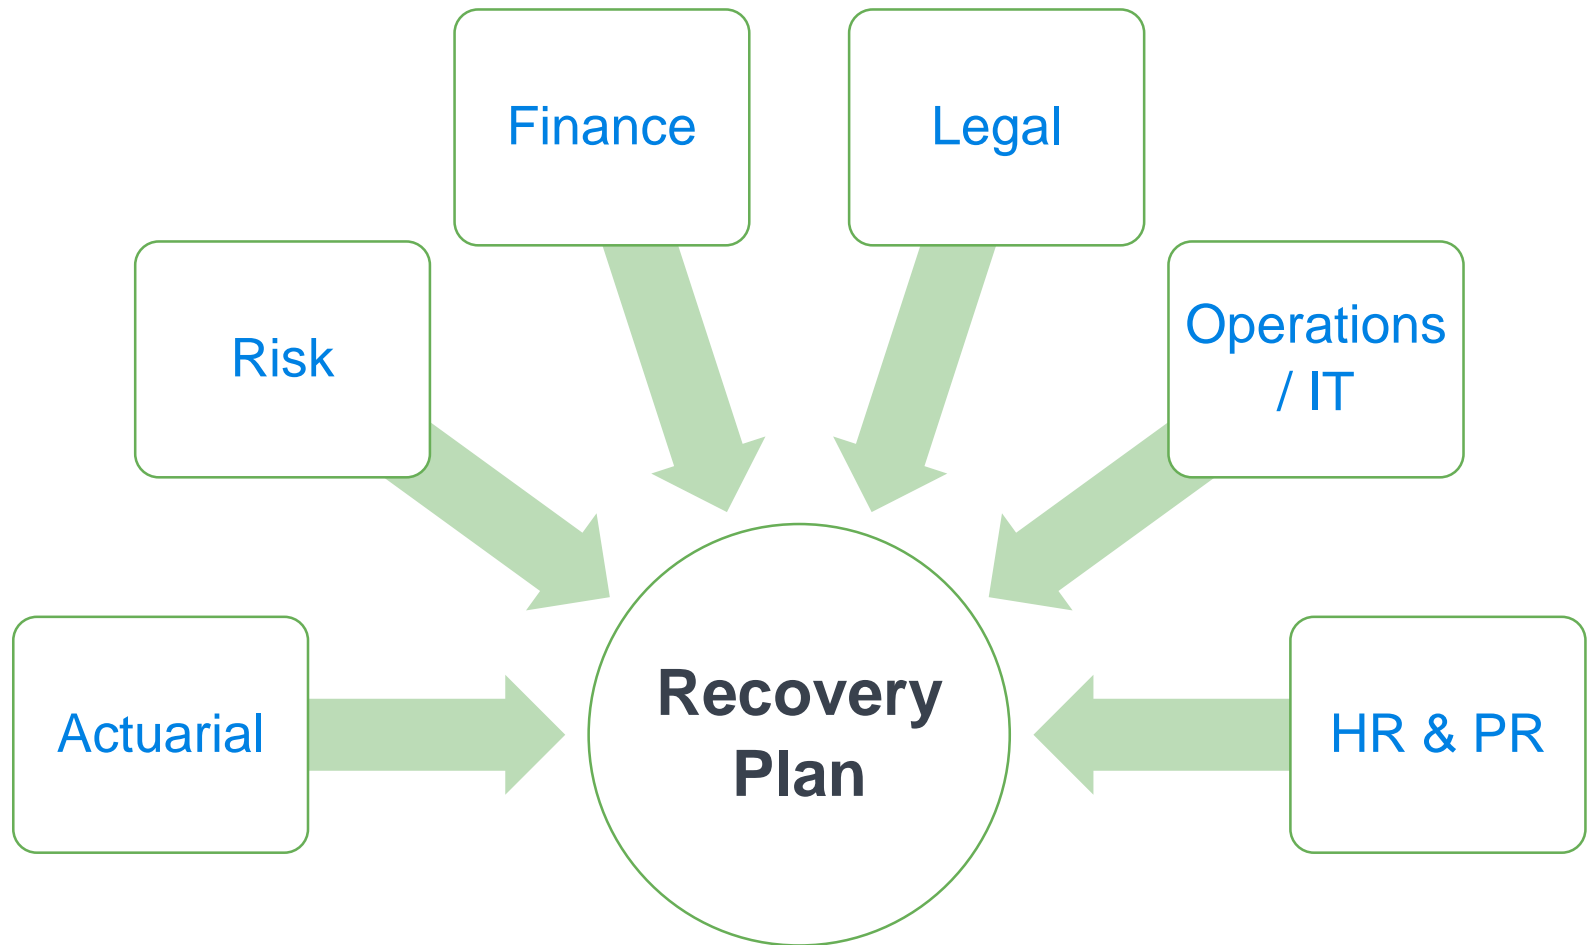 Finance
Legal
Risk
Operations
/ IT
Actuarial
Recovery
Plan
HR & PR